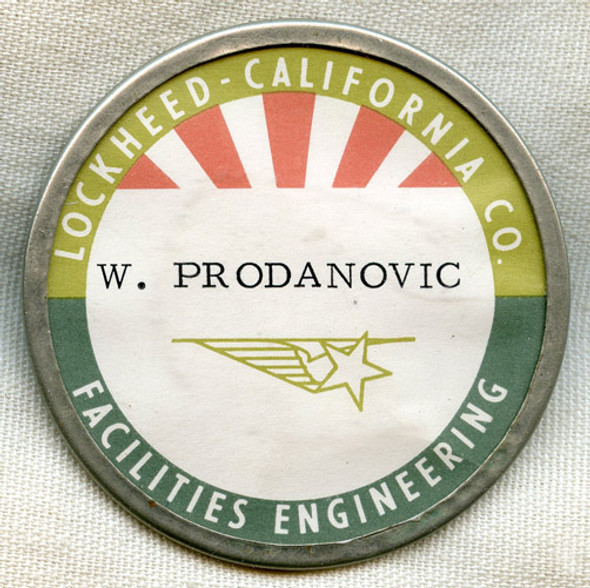 LOCKHEED-CALIFORNIA CO.
W. PRODANOVIC
FACILITIES ENGINEERING